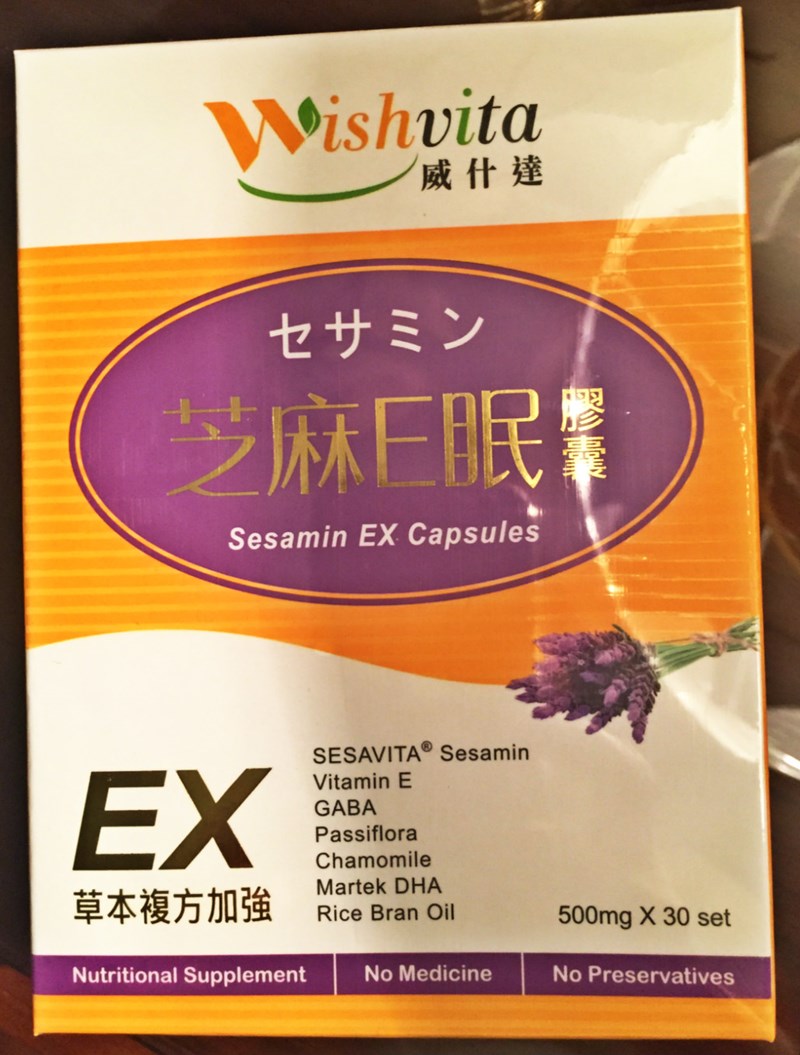 Wishvita
威什達
セサミン
芝麻E眠 膠囊
Sesamin EX Capsules
EX
草本複方加強
SESAVITA® Sesamin
Vitamin E
GABA
Passiflora
Chamomile
Martek DHA
Rice Bran Oil
500mg X 30 set
Nutritional Supplement | No Medicine | No Preservatives